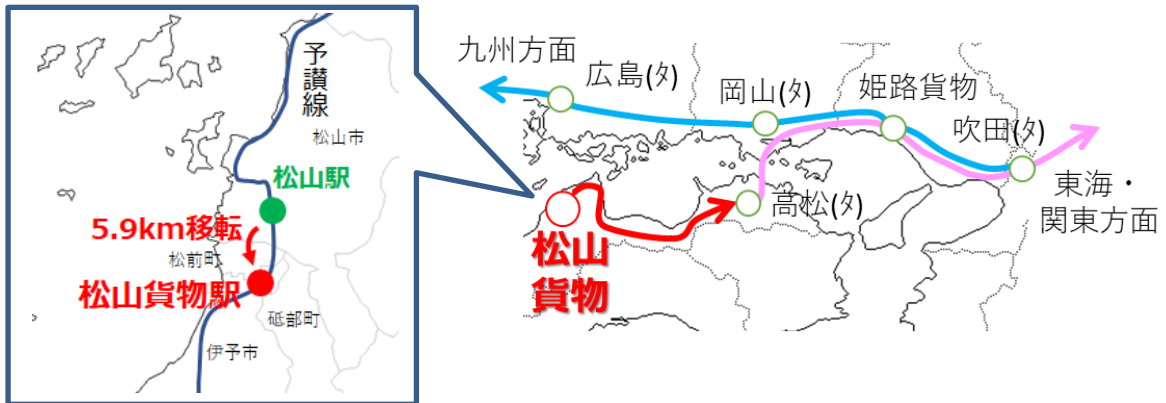 予讃線
松山市
松山駅
5.9km移転
松前町
松山貨物駅
砥部町
伊予市
九州方面
広島(ﾀ)
岡山(ﾀ)
姫路貨物
吹田(ﾀ)
高松(ﾀ)
東海・
関東方面
松山
貨物